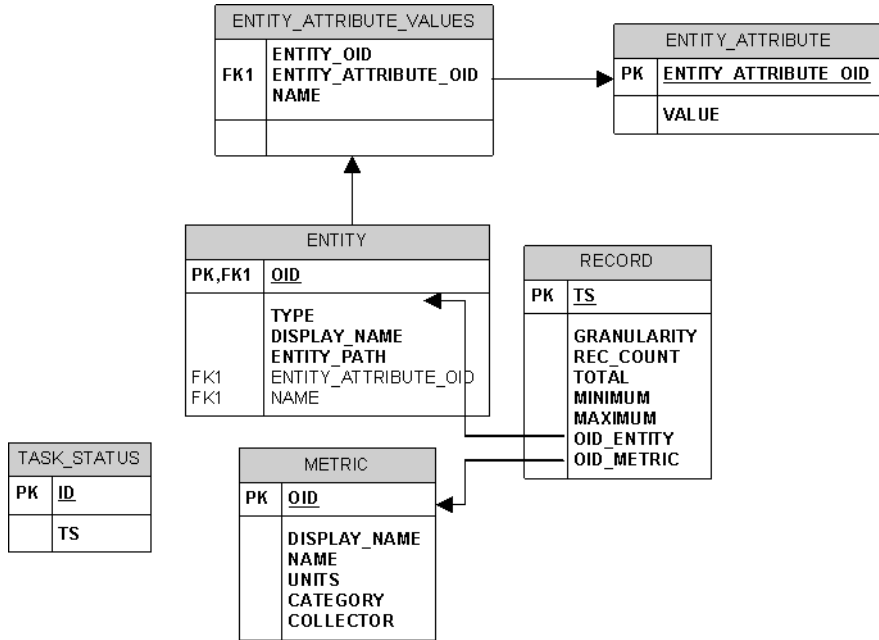 ENTITY_ATTRIBUTE_VALUES
ENTITY_OID
FK1 ENTITY_ATTRIBUTE_OID
NAME
ENTITY_ATTRIBUTE
PK ENTITY_ATTRIBUTE_OID
VALUE
ENTITY
PK,FK1 OID
TYPE
DISPLAY_NAME
ENTITY_PATH
FK1 ENTITY_ATTRIBUTE_OID
FK1 NAME
RECORD
PK TS
GRANULARITY
REC_COUNT
TOTAL
MINIMUM
MAXIMUM
OID_ENTITY
OID_METRIC
TASK_STATUS
PK ID
TS
METRIC
PK OID
DISPLAY_NAME
NAME
UNITS
CATEGORY
COLLECTOR